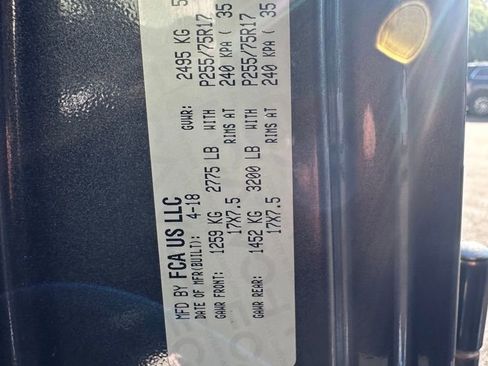 MFD BY FCA US LLC
DATE OF MFR(BUILT): 4-18 GVWR: 2495 KG 5
GAWR FRONT: 1259 KG 2775 LB WITH P255/75R17
17X7.5 RIMS AT 240 KPA ( 35
GAWR REAR: 1452 KG 3200 LB WITH P255/75R17
17X7.5 RIMS AT 240 KPA ( 35